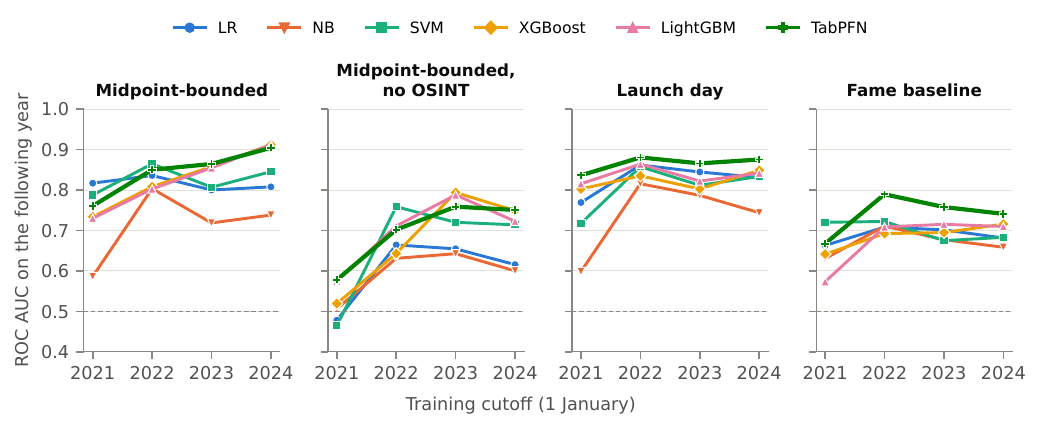 LR NB SVM XGBoost LightGBM TabPFN
Midpoint-bounded
Midpoint-bounded,
no OSINT
Launch day
Fame baseline
ROC AUC on the following year
1.0
0.9
0.8
0.7
0.6
0.5
0.4
2021 2022 2023 2024
2021 2022 2023 2024
2021 2022 2023 2024
2021 2022 2023 2024
Training cutoff (1 January)